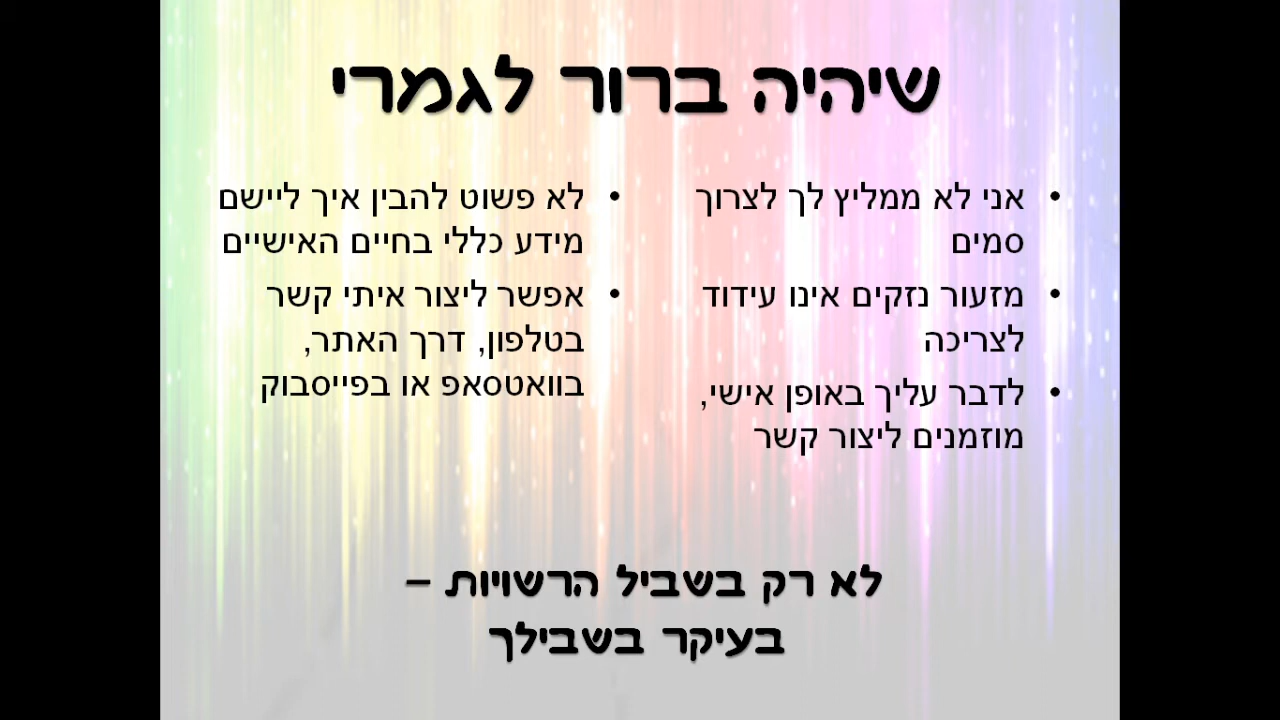 שיהיה ברור לגמרי
• אני לא ממליץ לך לצרוך
סמים
• מזעור נזקים אינו עידוד
לצריכה
• לדבר עליך באופן אישי,
מוזמנים ליצור קשר
• לא פשוט להבין איך ליישם
מידע כללי בחיים האישיים
• אפשר ליצור איתי קשר
בטלפון, דרך האתר,
בוואטסאפ או בפייסבוק
לא רק בשביל הרשויות –
בעיקר בשבילך